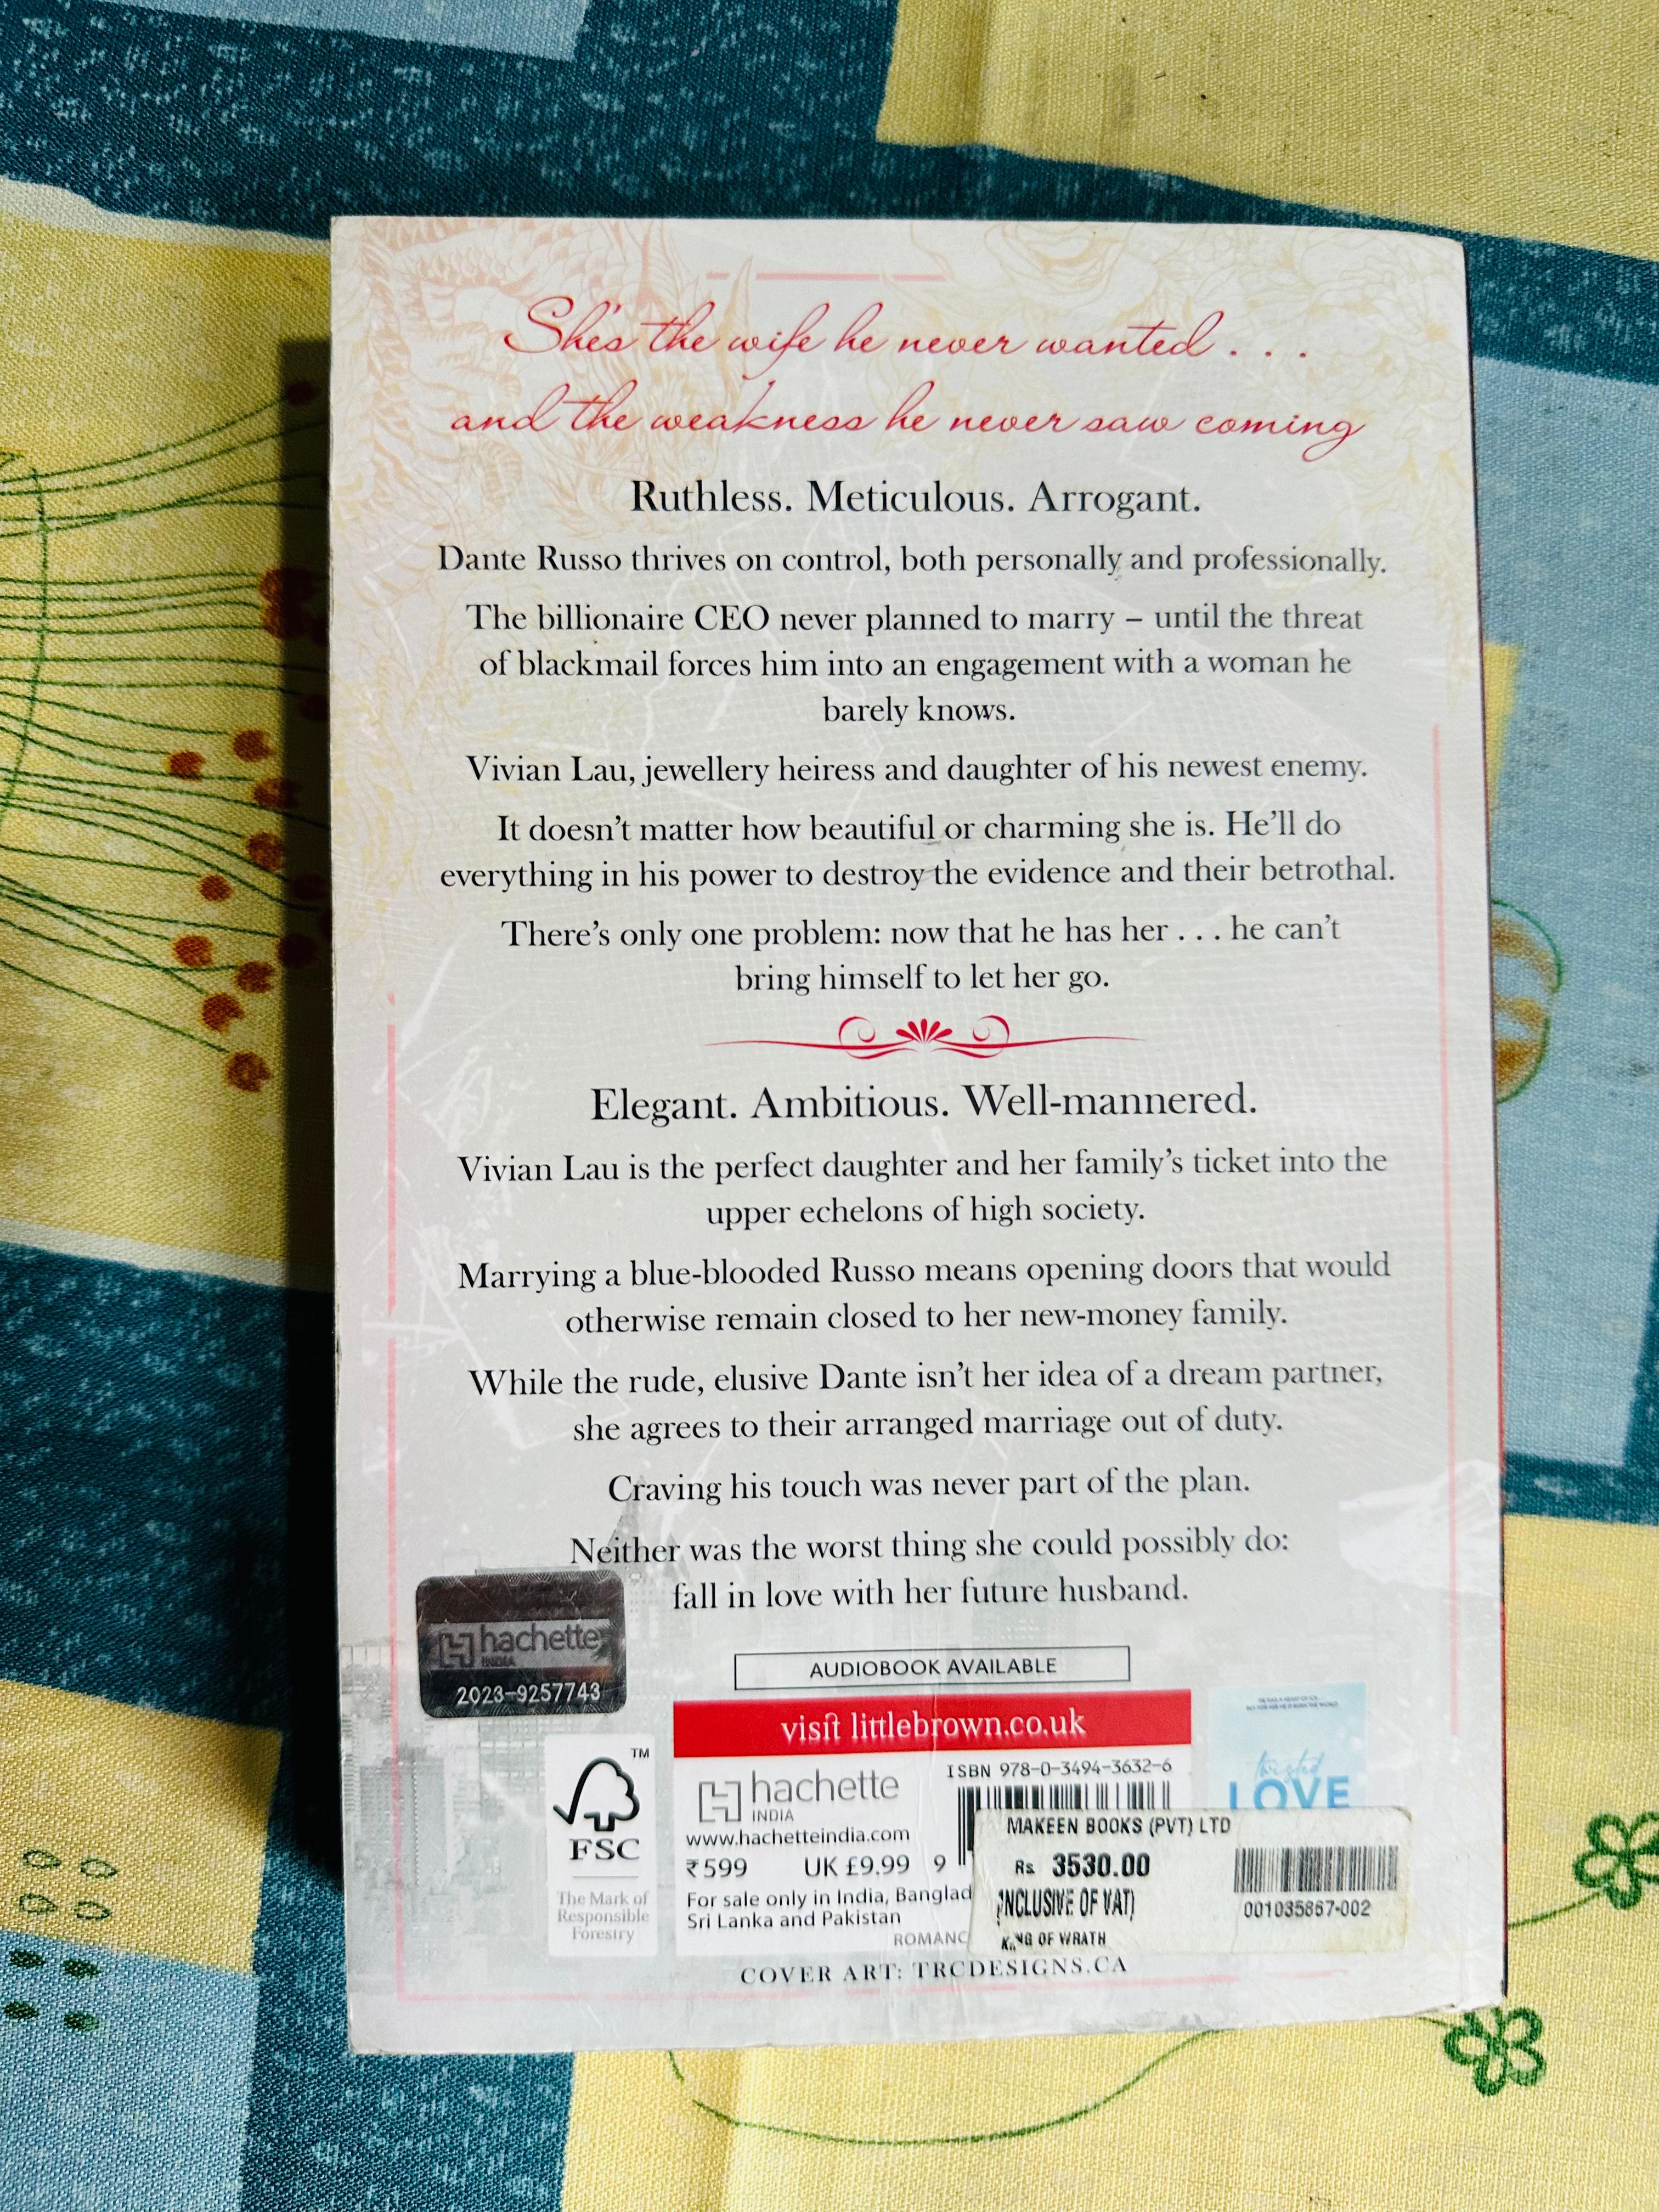 She's the wife he never wanted . . .
and the weakness he never saw coming
Ruthless. Meticulous. Arrogant.
Dante Russo thrives on control, both personally and professionally.
The billionaire CEO never planned to marry – until the threat
of blackmail forces him into an engagement with a woman he
barely knows.
Vivian Lau, jewellery heiress and daughter of his newest enemy.
It doesn't matter how beautiful or charming she is. He'll do
everything in his power to destroy the evidence and their betrothal.
There's only one problem: now that he has her . . . he can't
bring himself to let her go.
Elegant. Ambitious. Well-mannered.
Vivian Lau is the perfect daughter and her family's ticket into the
upper echelons of high society.
Marrying a blue-blooded Russo means opening doors that would
otherwise remain closed to her new-money family.
While the rude, elusive Dante isn't her idea of a dream partner,
she agrees to their arranged marriage out of duty.
Craving his touch was never part of the plan.
Neither was the worst thing she could possibly do:
fall in love with her future husband.
hachette
INDIA
2023-9257743
AUDIOBOOK AVAILABLE
visit littlebrown.co.uk
TM
FSC
The Mark of
Responsible
Forestry
hachette
INDIA
www.hachetteindia.com
₹599 UK £9.99
For sale only in India, Banglad
Sri Lanka and Pakistan
ROMANC
ISBN 978-0-3494-3632-6
9
twisted
LOVE
MAKEEN BOOKS (PVT) LTD
Rs 3530.00
(INCLUSIVE OF VAT)
KING OF WRATH
001035867-002
COVER ART: TRCDESIGNS.CA